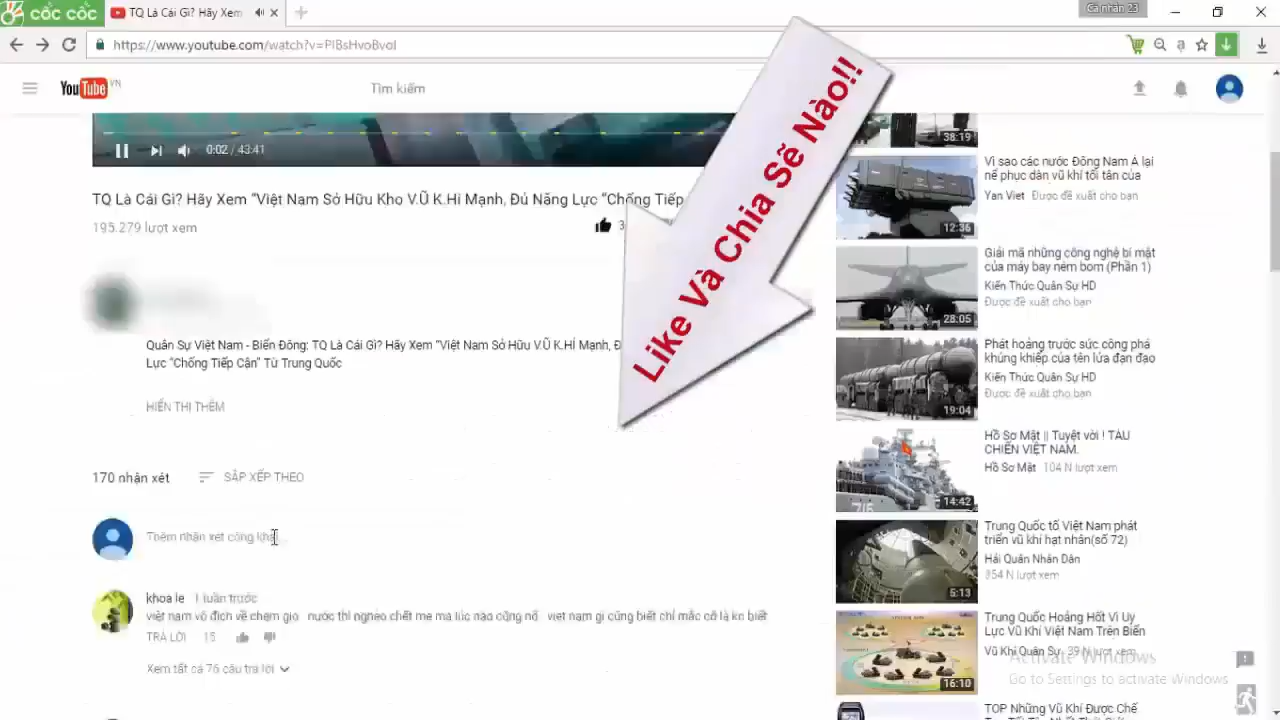 cốc cốc
TQ Là Cái Gì? Hãy Xem
Cá nhân 23
https://www.youtube.com/watch?v=PlBsHvoBvoI
YouTube VN
Tìm kiếm
0:02 / 4:41
TQ Là Cái Gì? Hãy Xem "Việt Nam Sở Hữu Kho V.Ũ K.Hí Mạnh, Đủ Năng Lực "Chống Tiếp
195.279 lượt xem
3
Like Và Chia Sẽ Nào!!
Quân Sự Việt Nam - Biển Đông: TQ Là Cái Gì? Hãy Xem "Việt Nam Sở Hữu V.Ũ K.HÍ Mạnh, Đ
Lực "Chống Tiếp Cận" Từ Trung Quốc
HIỂN THỊ THÊM
170 nhận xét
SẮP XẾP THEO
Thêm nhận xét công khai
khoa le 1 tuần trước
TRẢ LỜI 13
Xem tất cả 76 câu trả lời
38:19
Vì sao các nước Đông Nam Á lại
nể phục dàn vũ khí tối tân của
Yan Viet Được đề xuất cho bạn
12:36
Giải mã những công nghệ bí mật
của máy bay ném bom (Phần 1)
Kiến Thức Quân Sự HD
Được đề xuất cho bạn
28:05
Phát hoảng trước sức công phá
khủng khiếp của tên lửa đạn đạo
Kiến Thức Quân Sự HD
Được đề xuất cho bạn
19:04
Hồ Sơ Mật || Tuyệt vời ! TÀU
CHIẾN VIỆT NAM.
Hồ Sơ Mật 104 N lượt xem
14:42
Trung Quốc tố Việt Nam phát
triển vũ khí hạt nhân(số 72)
Hải Quân Nhân Dân
354 N lượt xem
5:13
Trung Quốc Hoảng Hốt Vì Uy
Lực Vũ Khí Việt Nam Trên Biển
Vũ Khí Quân Sự 39 N lượt xem
16:10
Activate Windows
Go to Settings to activate Windows
TOP Những Vũ Khí Được Chế